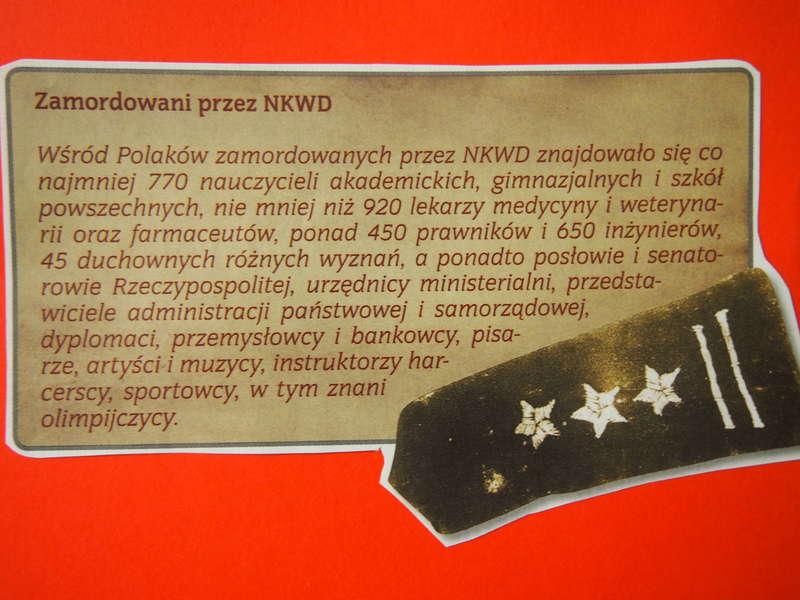 Zamordowani przez NKWD
Wśród Polaków zamordowanych przez NKWD znajdowało się co
najmniej 770 nauczycieli akademickich, gimnazjalnych i szkół
powszechnych, nie mniej niż 920 lekarzy medycyny i weteryna-
rii oraz farmaceutów, ponad 450 prawników i 650 inżynierów,
45 duchownych różnych wyznań, a ponadto posłowie i senato-
rowie Rzeczypospolitej, urzędnicy ministerialni, przedsta-
wiciele administracji państwowej i samorządowej,
dyplomaci, przemysłowcy i bankowcy, pisa-
rze, artyści i muzycy, instruktorzy har-
cerscy, sportowcy, w tym znani
olimpijczycy.